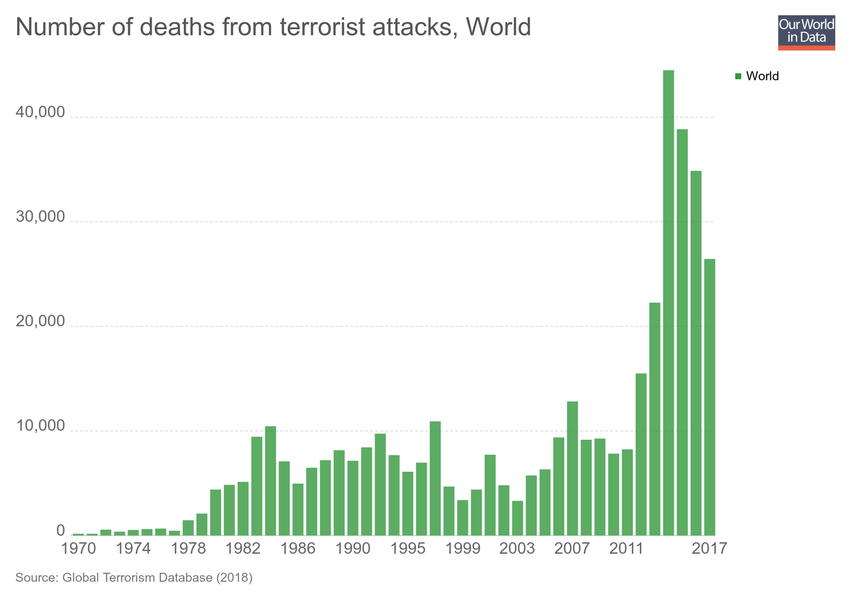 Number of deaths from terrorist attacks, World
Our World
in Data
World
40,000
30,000
20,000
10,000
0
1970 1974 1978 1982 1986 1990 1995 1999 2003 2007 2011 2017
Source: Global Terrorism Database (2018)